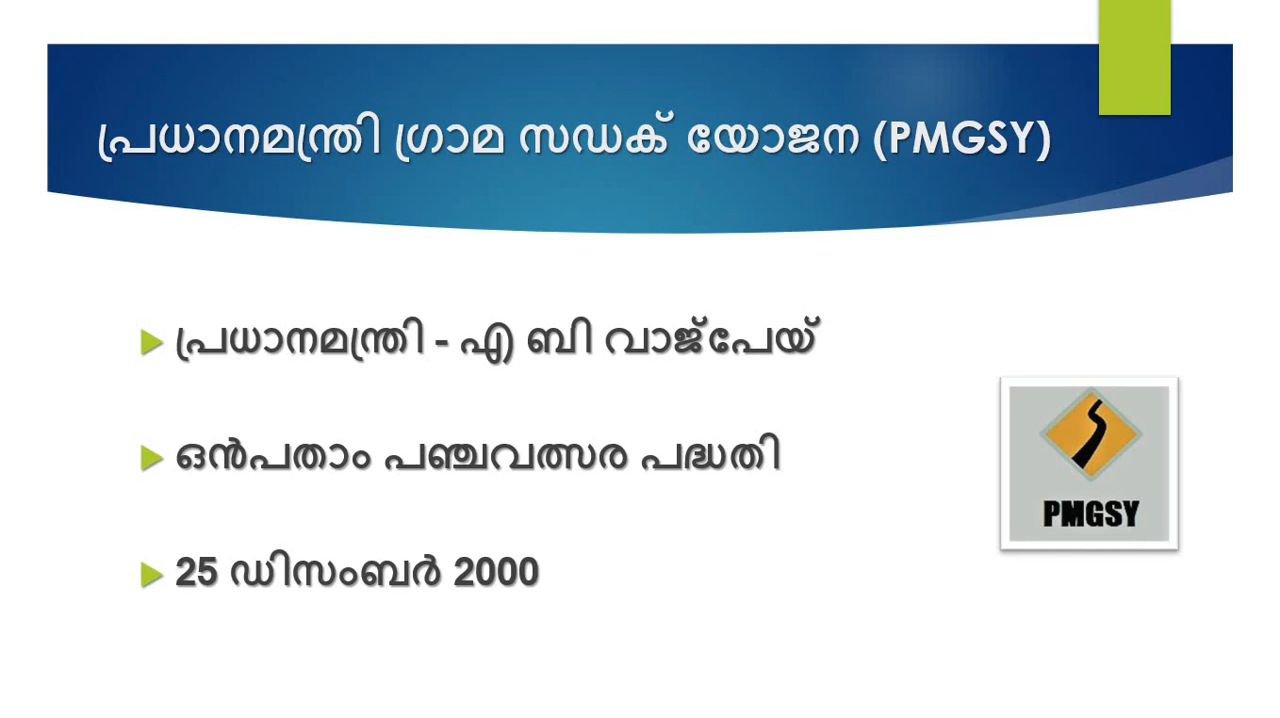 പ്രധാനമന്ത്രി ഗ്രാമ സഡക് യോജന (PMGSY)
പ്രധാനമന്ത്രി - എ ബി വാജ്പേയ്
ഒൻപതാം പഞ്ചവത്സര പദ്ധതി
25 ഡിസംബർ 2000
PMGSY